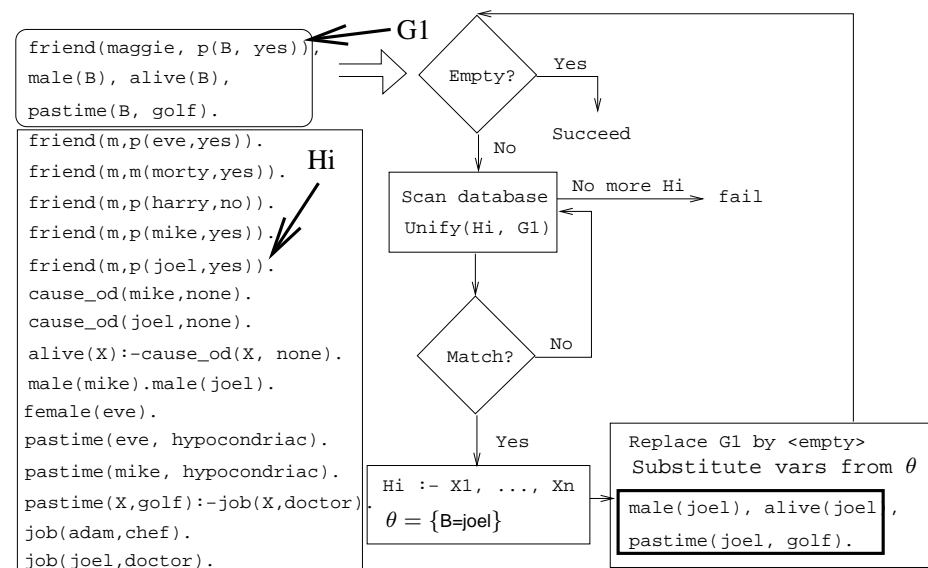 G1
friend(maggie, p(B, yes)),
male(B), alive(B),
pastime(B, golf).
friend(m,p(eve,yes)).
friend(m,m(morty,yes)).
friend(m,p(harry,no)).
friend(m,p(mike,yes)).
friend(m,p(joel,yes)).
cause_od(mike,none).
cause_od(joel,none).
alive(X):-cause_od(X, none).
male(mike).male(joel).
female(eve).
pastime(eve, hypocondriac).
pastime(mike, hypocondriac).
pastime(X,golf):-job(X,doctor).
job(adam,chef).
job(joel,doctor).
Hi
Empty?
Yes
Succeed
No
Scan database
Unify(Hi, G1)
No more Hi
fail
Match?
No
Yes
Hi :- X1, ..., Xn
θ = {B=joel}
Replace G1 by <empty>
Substitute vars from θ
male(joel), alive(joel),
pastime(joel, golf).